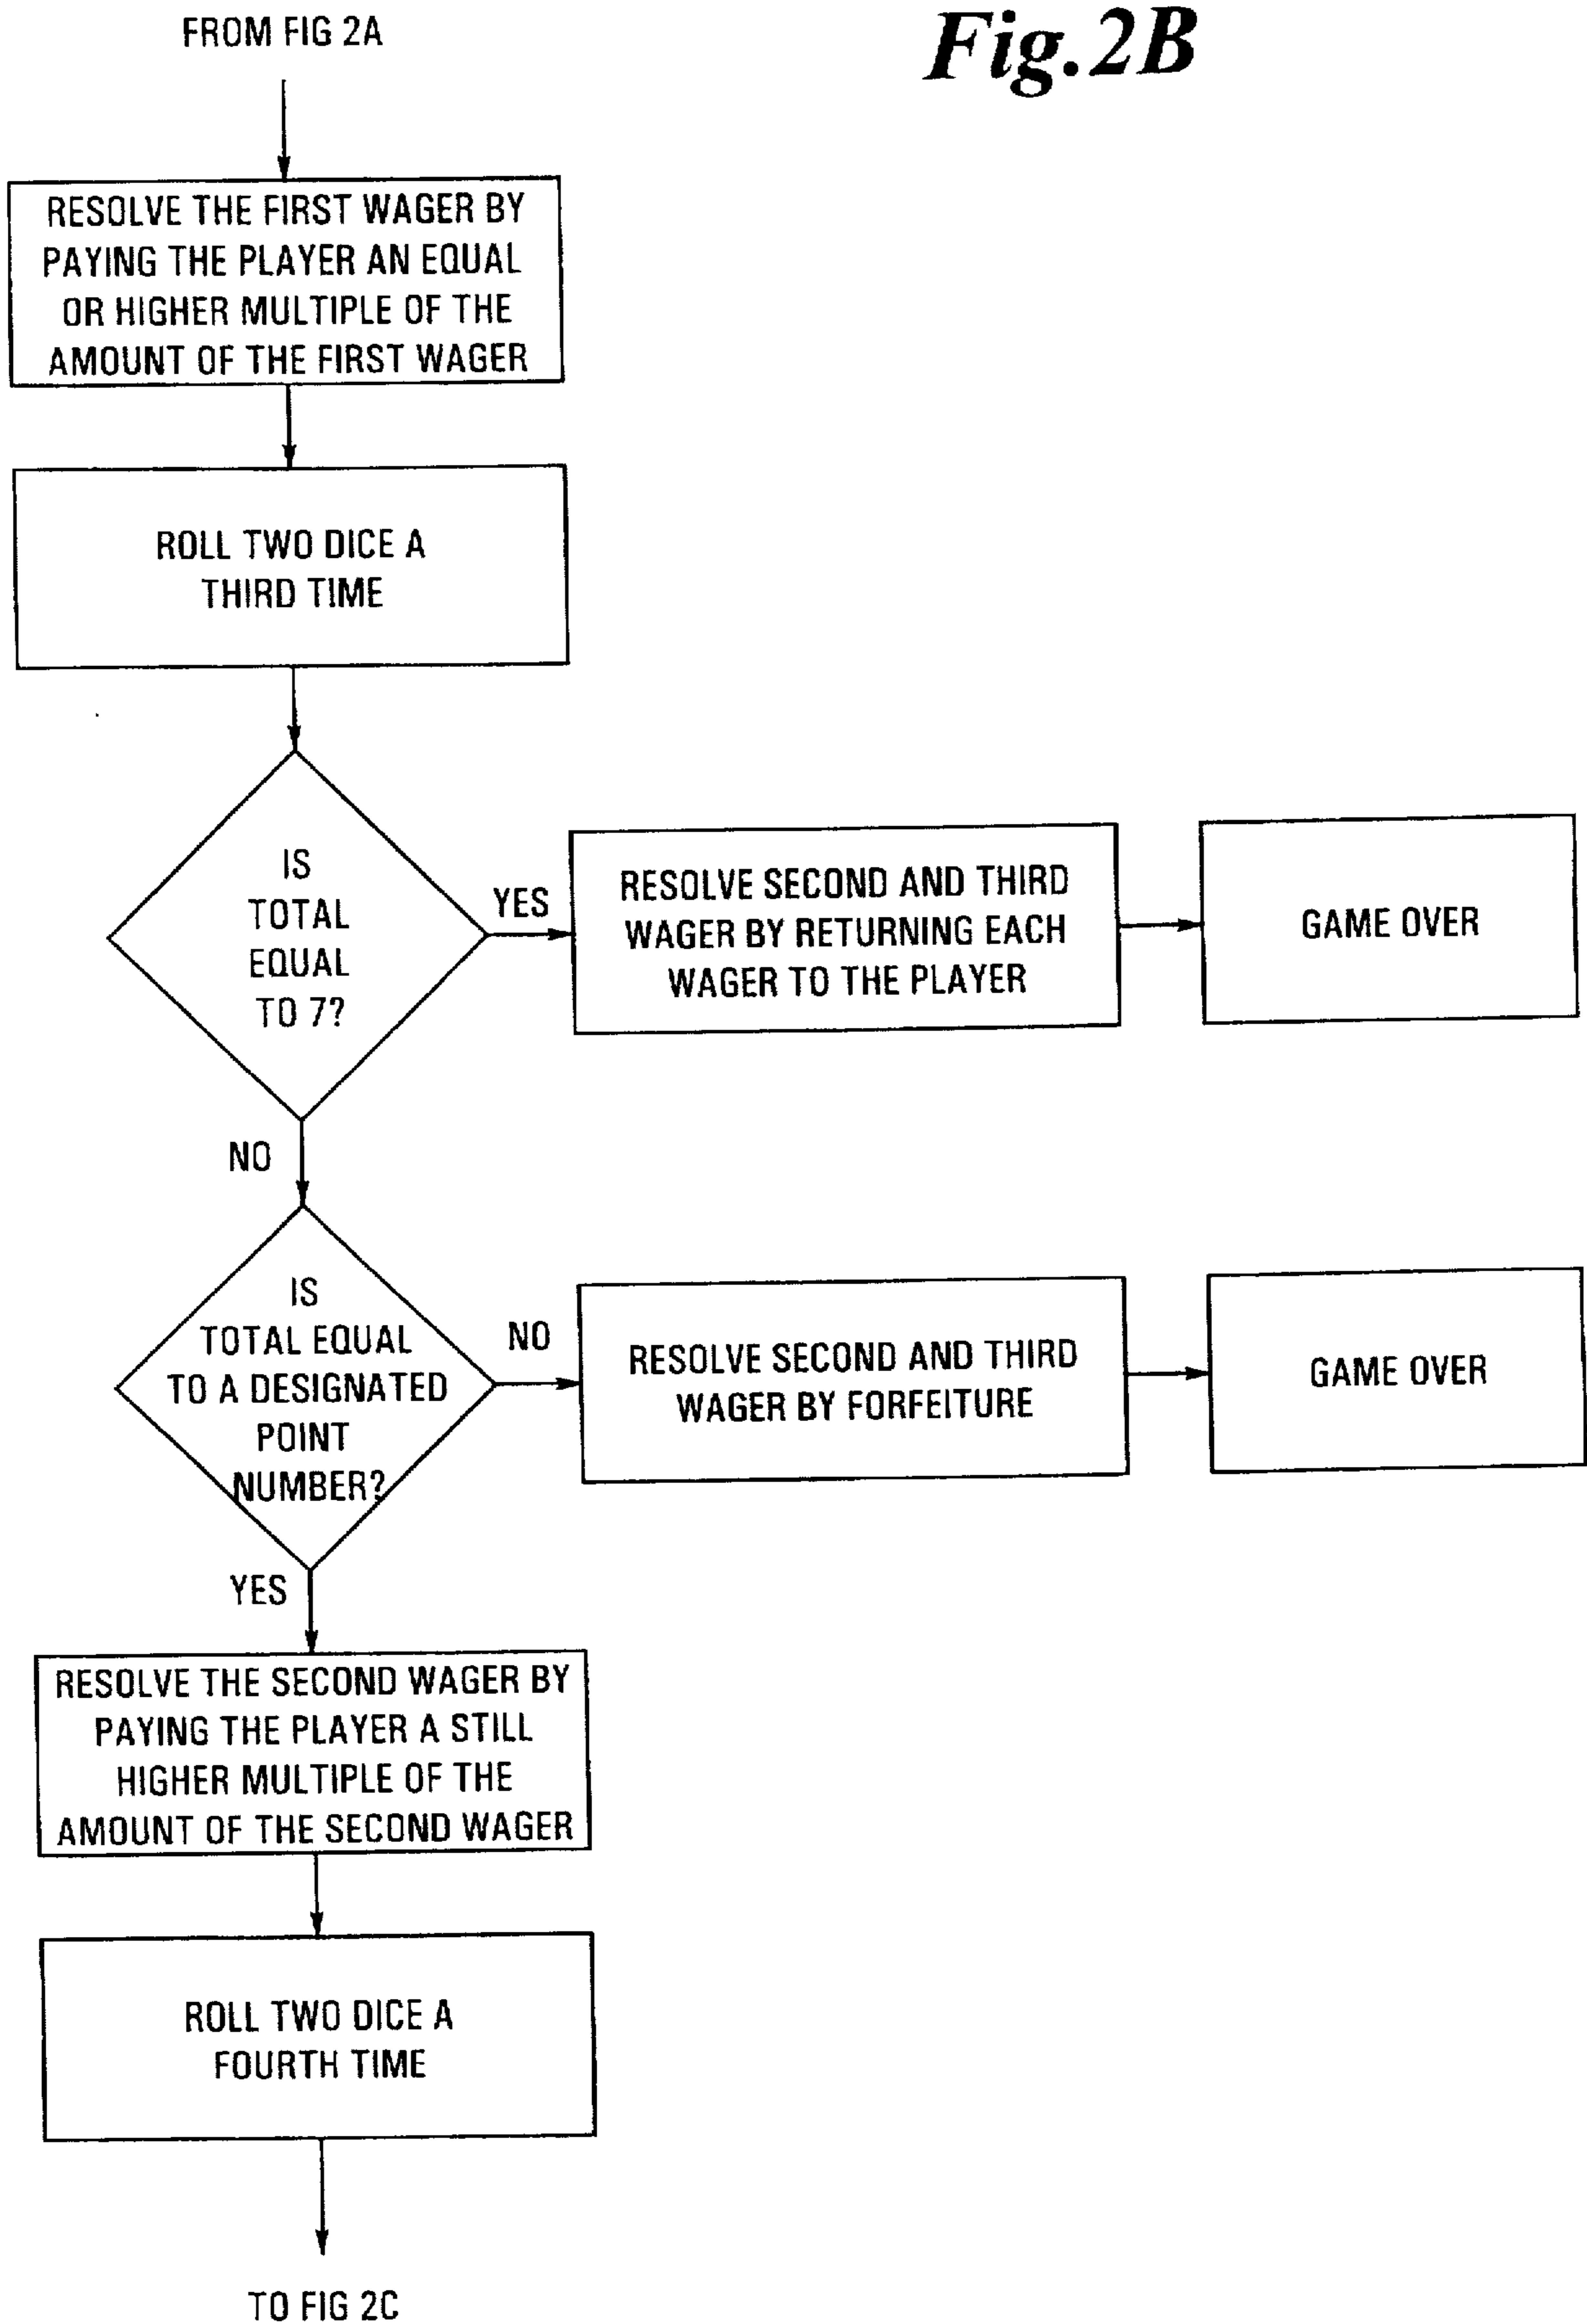 FROM FIG 2A
Fig.2B
RESOLVE THE FIRST WAGER BY
PAYING THE PLAYER AN EQUAL
OR HIGHER MULTIPLE OF THE
AMOUNT OF THE FIRST WAGER
ROLL TWO DICE A
THIRD TIME
IS
TOTAL
EQUAL
TO 7?
YES
RESOLVE SECOND AND THIRD
WAGER BY RETURNING EACH
WAGER TO THE PLAYER
GAME OVER
NO
IS
TOTAL EQUAL
TO A DESIGNATED
POINT
NUMBER?
NO
RESOLVE SECOND AND THIRD
WAGER BY FORFEITURE
GAME OVER
YES
RESOLVE THE SECOND WAGER BY
PAYING THE PLAYER A STILL
HIGHER MULTIPLE OF THE
AMOUNT OF THE SECOND WAGER
ROLL TWO DICE A
FOURTH TIME
TO FIG 2C